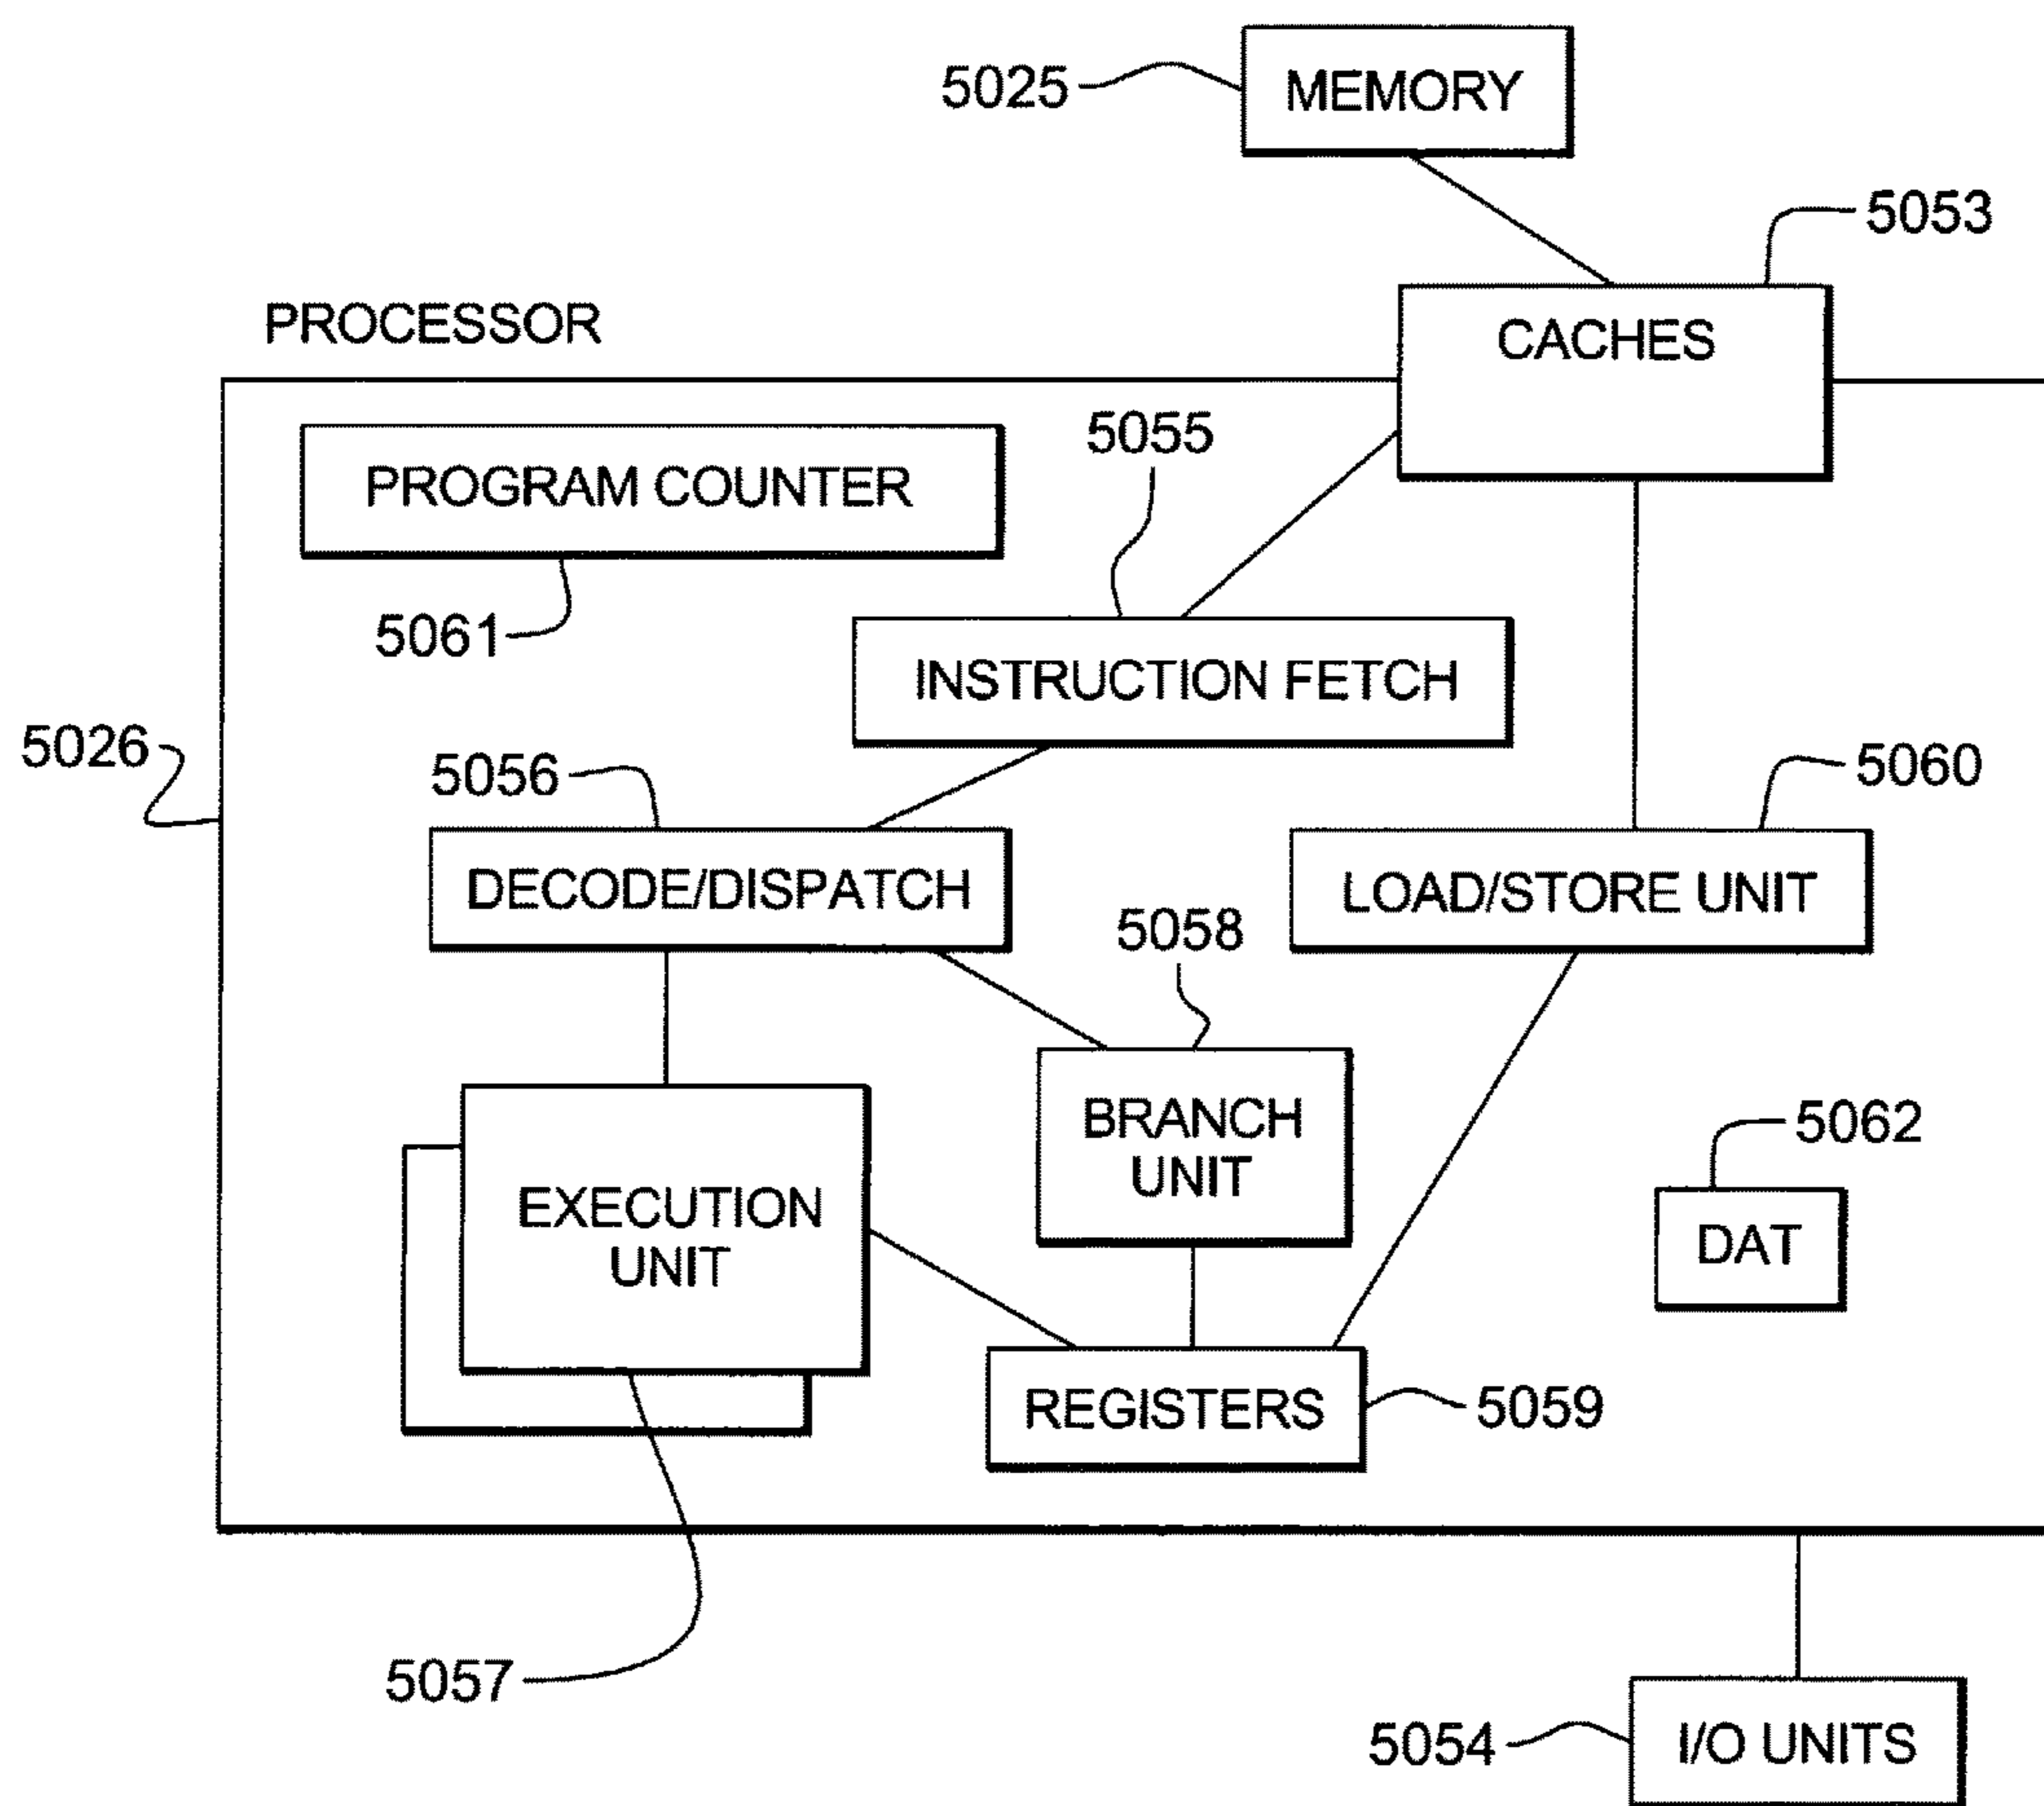 5025
MEMORY
5053
PROCESSOR
CACHES
5055
PROGRAM COUNTER
5061
INSTRUCTION FETCH
5026
5056
5060
DECODE/DISPATCH
LOAD/STORE UNIT
5058
BRANCH
UNIT
5062
EXECUTION
UNIT
DAT
REGISTERS
5059
5057
5054
I/O UNITS